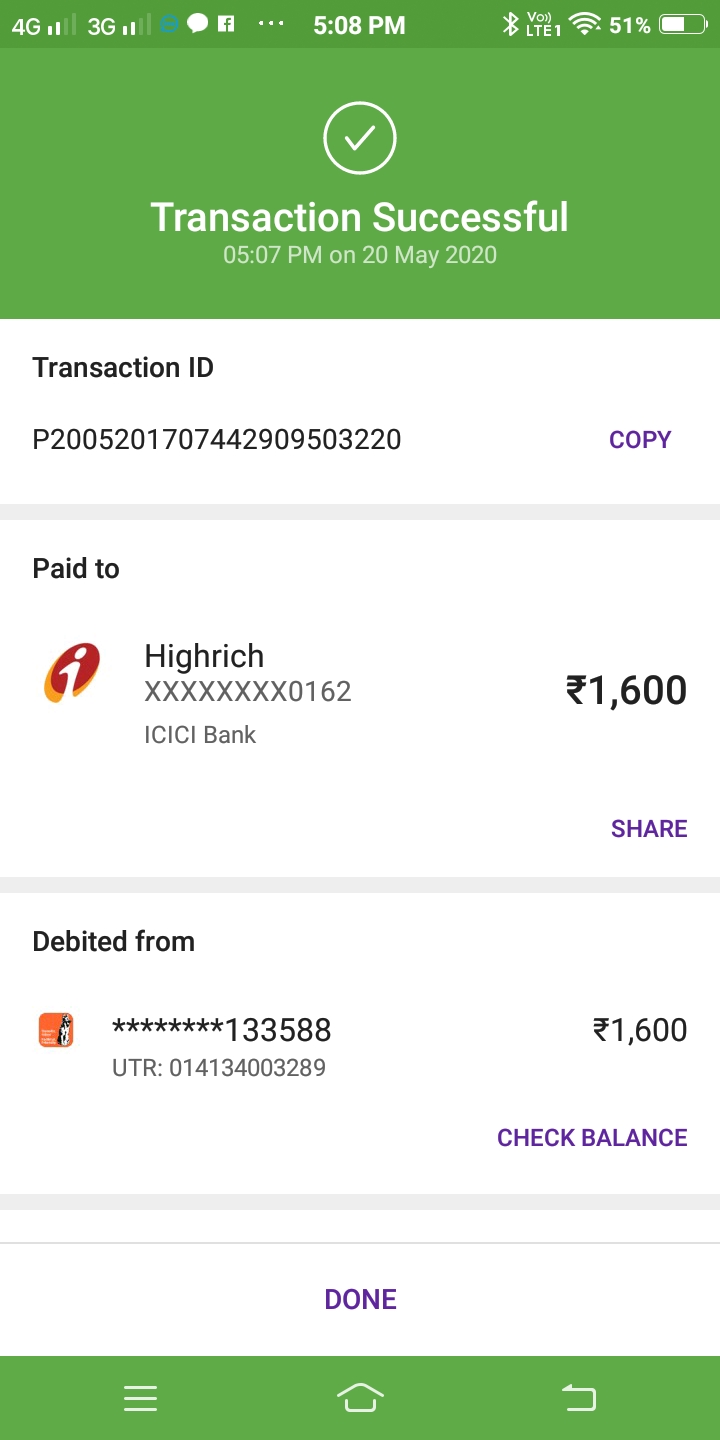 4G 3G 5:08 PM Vo)) LTE1 51%
Transaction Successful
05:07 PM on 20 May 2020
Transaction ID
P2005201707442909503220 COPY
Paid to
Highrich
XXXXXXXX0162 ₹1,600
ICICI Bank
SHARE
Debited from
********133588 ₹1,600
UTR: 014134003289
CHECK BALANCE
DONE